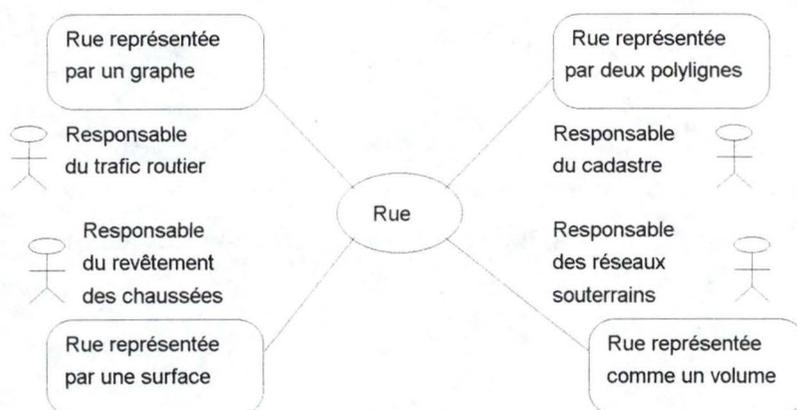 Rue représentée
par un graphe
Rue représentée
par deux polylignes
Responsable
du trafic routier
Responsable
du cadastre
Rue
Responsable
du revêtement
des chaussées
Responsable
des réseaux
souterrains
Rue représentée
par une surface
Rue représentée
comme un volume